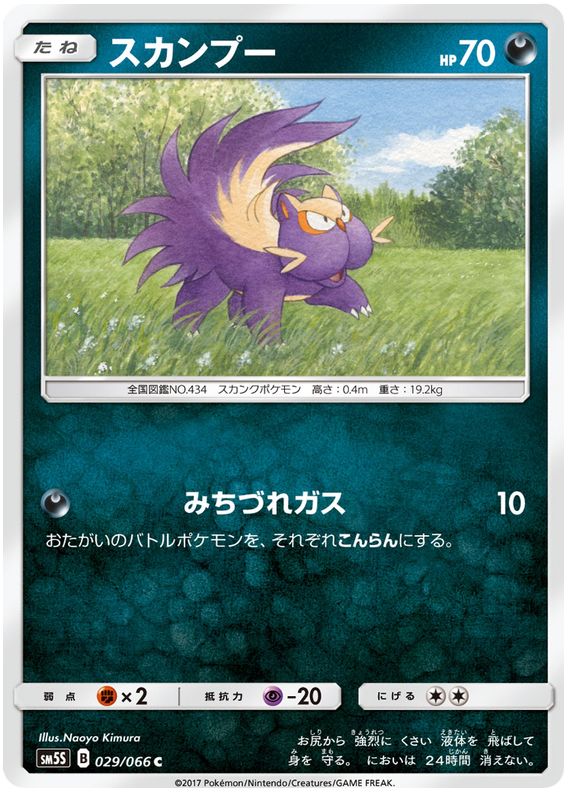 たね スカンプー HP70
全国図鑑NO.434 スカンクポケモン 高さ：0.4m 重さ：19.2kg
みちづれガス 10
おたがいのバトルポケモンを、それぞれこんらんにする。
弱点 ×2 抵抗力 -20 にげる
Illus.Naoyo Kimura
SM5S B 029/066 C
お尻から 強烈に くさい 液体を 飛ばして
身を 守る。 においは 24時間 消えない。
©2017 Pokémon/Nintendo/Creatures/GAME FREAK.